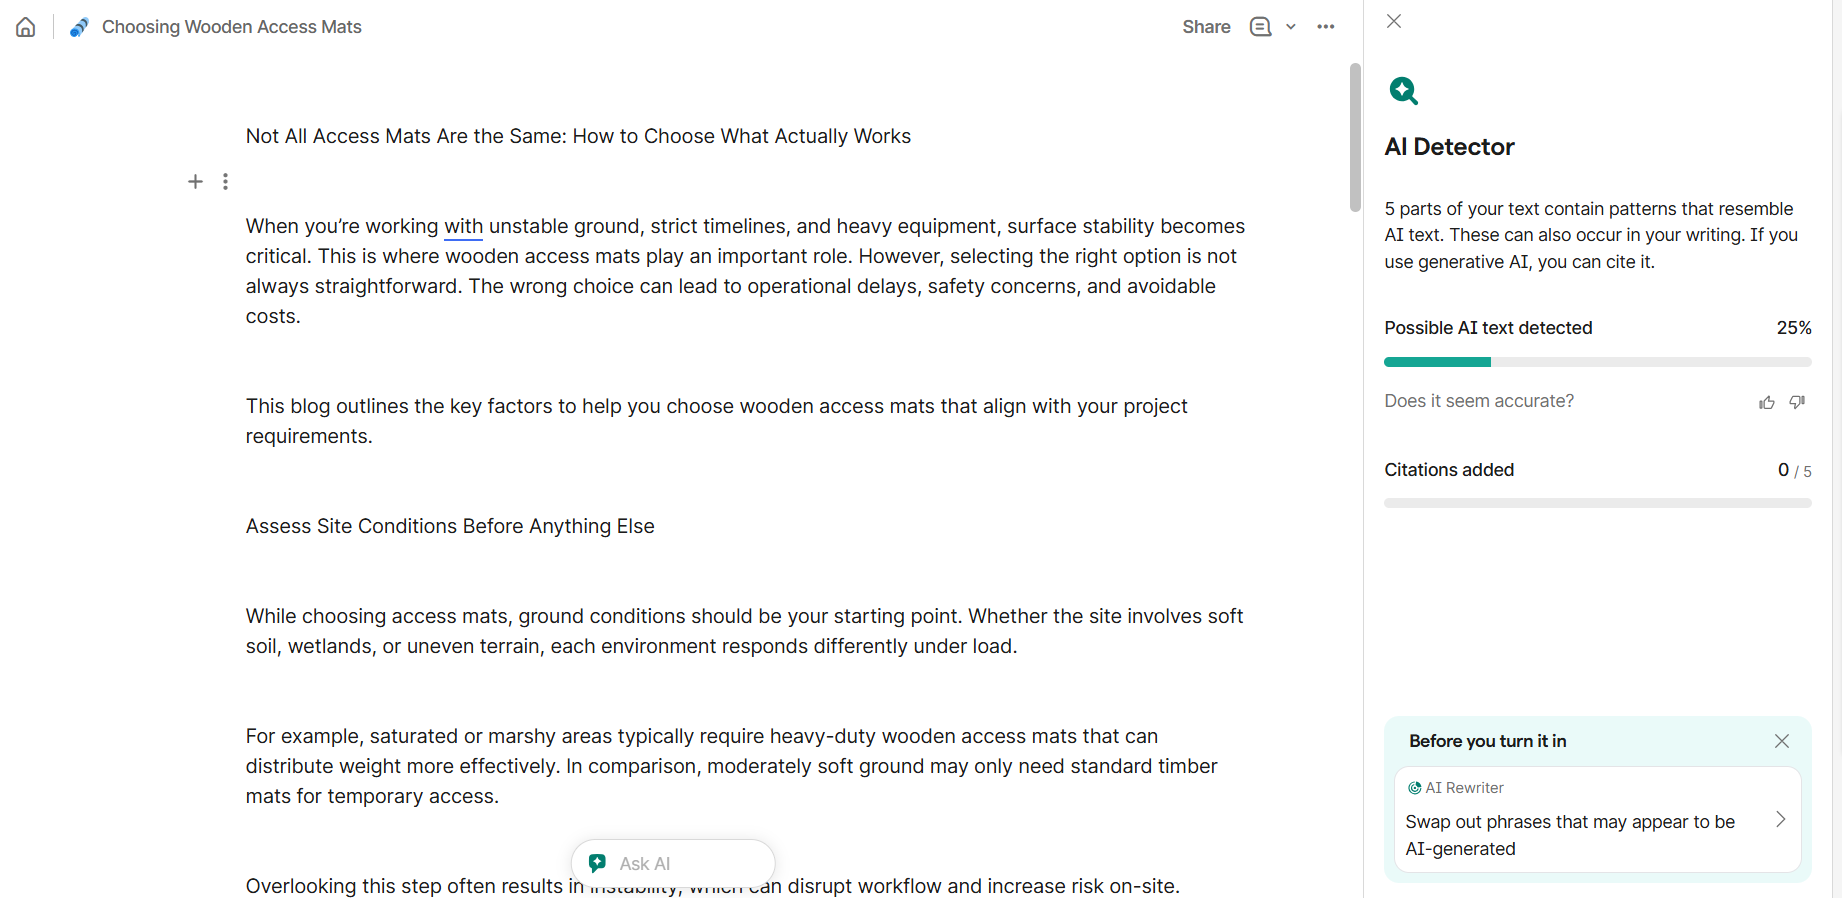 Choosing Wooden Access Mats
Share
Not All Access Mats Are the Same: How to Choose What Actually Works
When you’re working with unstable ground, strict timelines, and heavy equipment, surface stability becomes
critical. This is where wooden access mats play an important role. However, selecting the right option is not
always straightforward. The wrong choice can lead to operational delays, safety concerns, and avoidable
costs.
This blog outlines the key factors to help you choose wooden access mats that align with your project
requirements.
Assess Site Conditions Before Anything Else
While choosing access mats, ground conditions should be your starting point. Whether the site involves soft
soil, wetlands, or uneven terrain, each environment responds differently under load.
For example, saturated or marshy areas typically require heavy-duty wooden access mats that can
distribute weight more effectively. In comparison, moderately soft ground may only need standard timber
mats for temporary access.
Overlooking this step often results in instability, which can disrupt workflow and increase risk on-site.
Ask AI
AI Detector
5 parts of your text contain patterns that resemble
AI text. These can also occur in your writing. If you
use generative AI, you can cite it.
Possible AI text detected 25%
Does it seem accurate?
Citations added 0 / 5
Before you turn it in
AI Rewriter
Swap out phrases that may appear to be
AI-generated